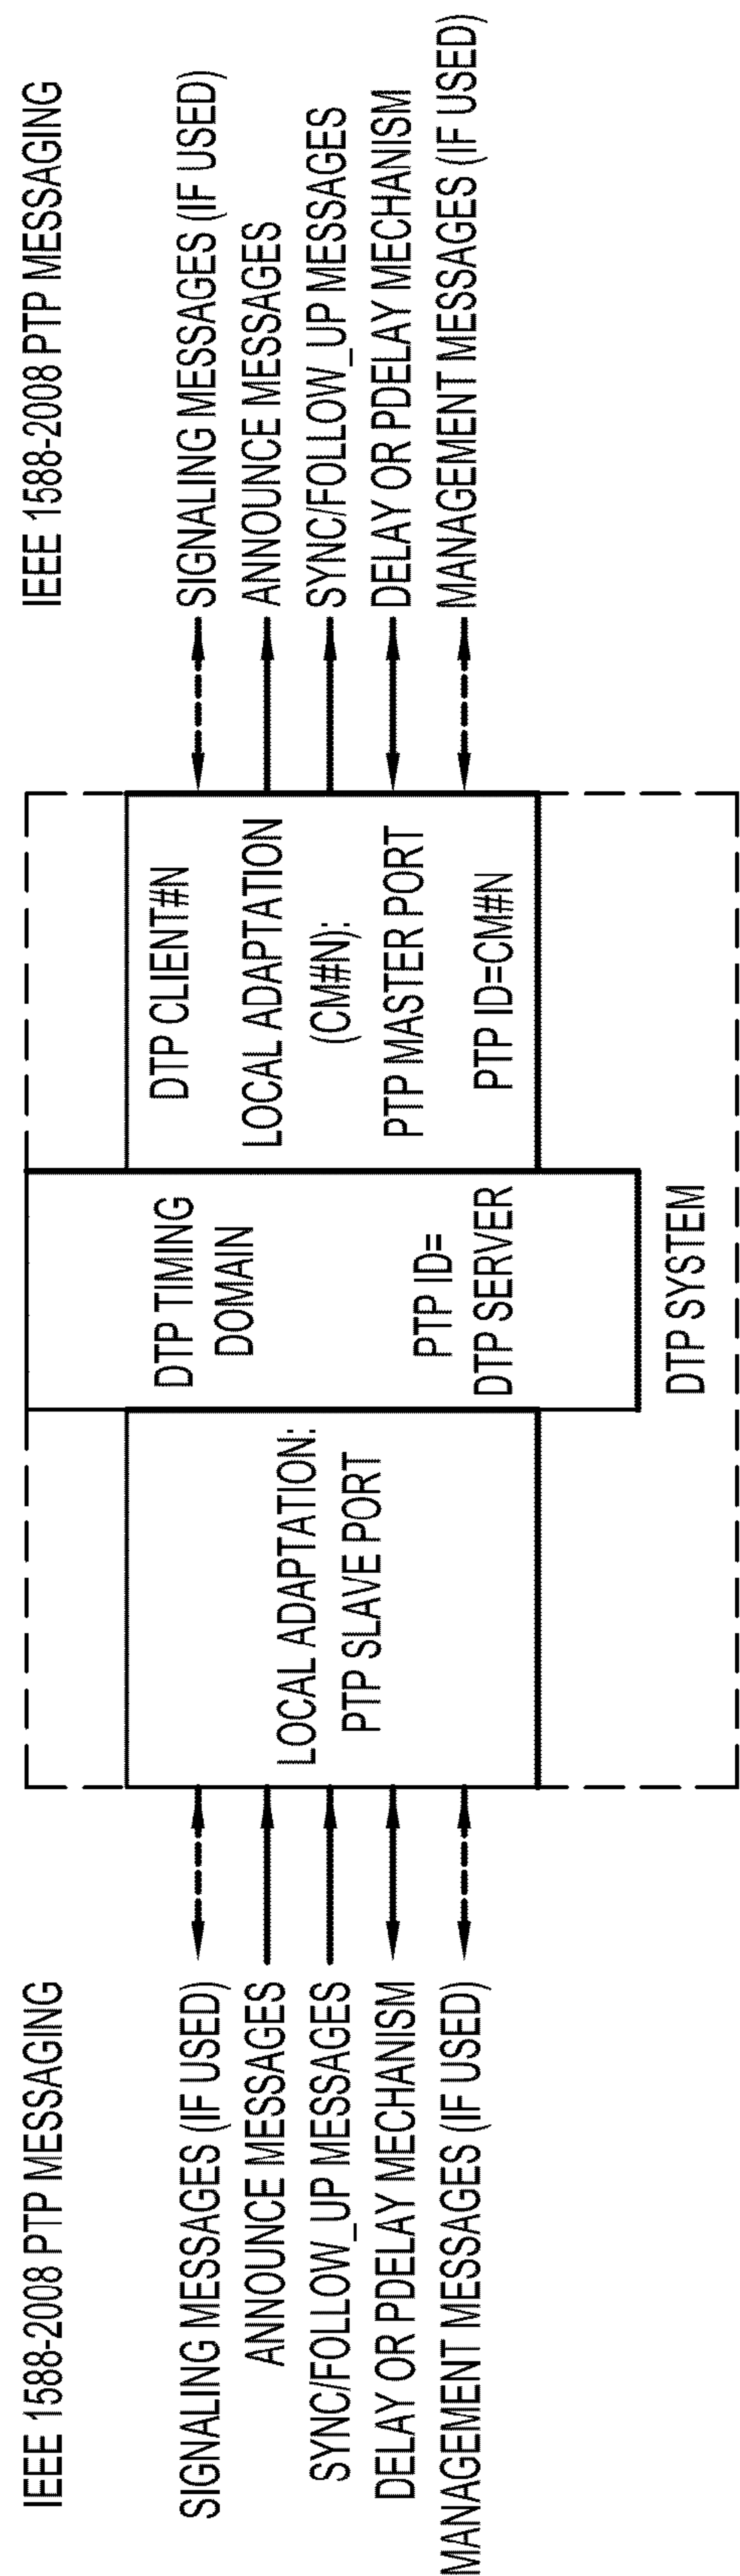 IEEE 1588-2008 PTP MESSAGING
SIGNALING MESSAGES (IF USED)
ANNOUNCE MESSAGES
SYNC/FOLLOW_UP MESSAGES
DELAY OR PDELAY MECHANISM
MANAGEMENT MESSAGES (IF USED)
LOCAL ADAPTATION:
PTP SLAVE PORT
DTP TIMING
DOMAIN
PTP ID=
DTP SERVER
DTP SYSTEM
DTP CLIENT#N
LOCAL ADAPTATION
(CM#N):
PTP MASTER PORT
PTP ID=CM#N
IEEE 1588-2008 PTP MESSAGING
SIGNALING MESSAGES (IF USED)
ANNOUNCE MESSAGES
SYNC/FOLLOW_UP MESSAGES
DELAY OR PDELAY MECHANISM
MANAGEMENT MESSAGES (IF USED)